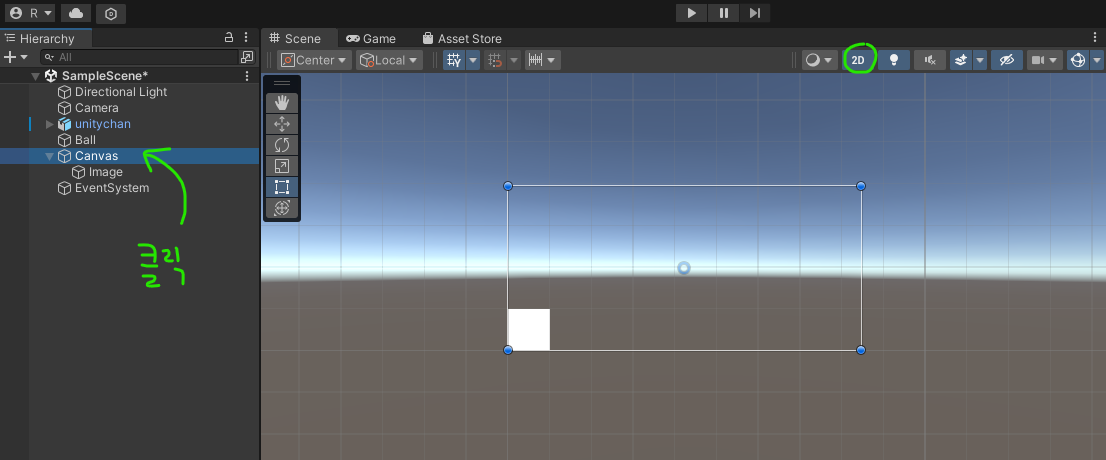 R
Hierarchy
Scene Game Asset Store
All
Center Local 2D
SampleScene*
Directional Light
Camera
unitychan
Ball
Canvas
Image
EventSystem
클릭